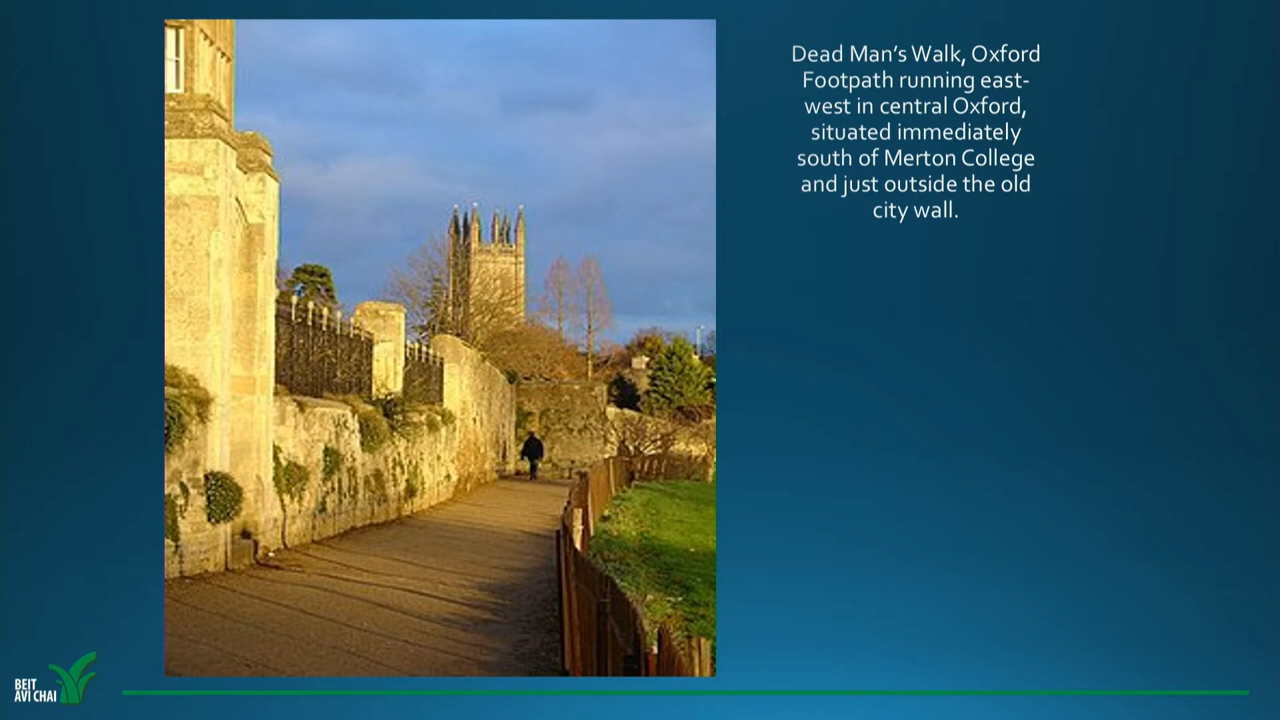 Dead Man’s Walk, Oxford
Footpath running east-
west in central Oxford,
situated immediately
south of Merton College
and just outside the old
city wall.
BEIT
AVI CHAI